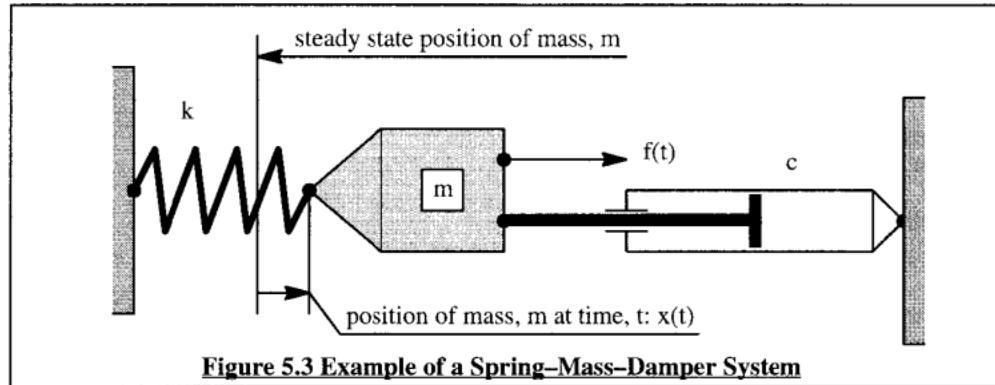 steady state position of mass, m
k
f(t)
c
m
position of mass, m at time, t: x(t)
Figure 5.3 Example of a Spring–Mass–Damper System